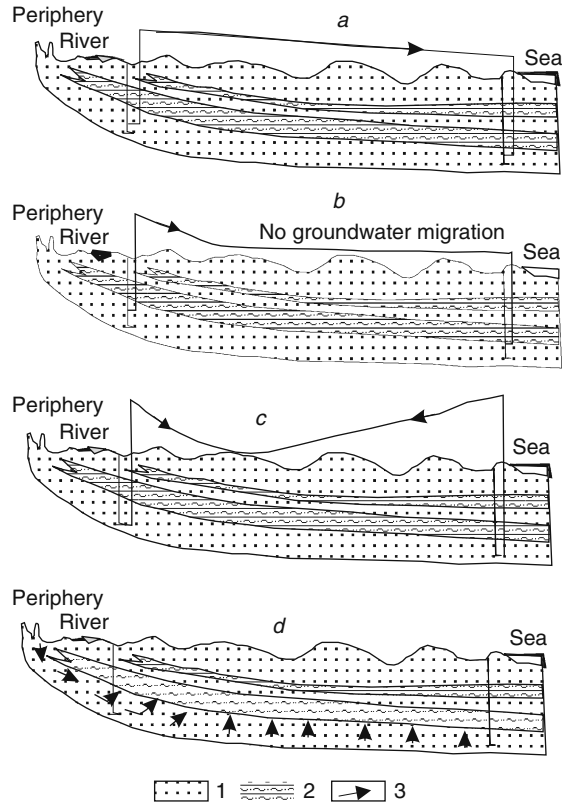 a
Periphery
River
Sea
b
Periphery
No groundwater migration
River
Sea
Periphery
c
River
Sea
Periphery
River
d
Sea
1 2 3